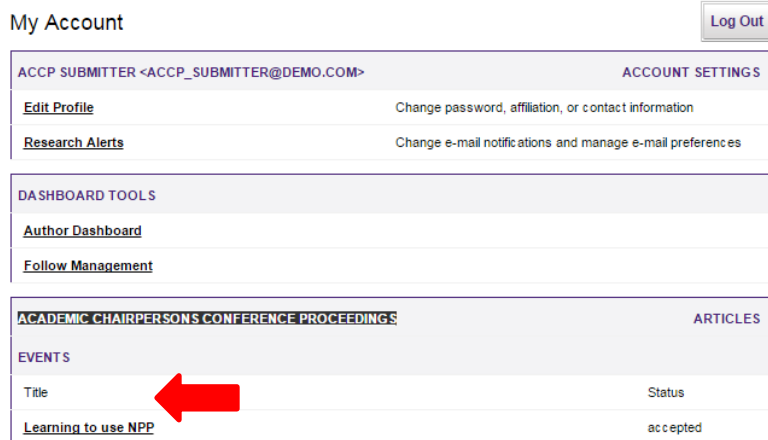 My Account
Log Out
ACCP SUBMITTER <ACCP_SUBMITTER@DEMO.COM> ACCOUNT SETTINGS
Edit Profile Change password, affiliation, or contact information
Research Alerts Change e-mail notifications and manage e-mail preferences
DASHBOARD TOOLS
Author Dashboard
Follow Management
ACADEMIC CHAIRPERSONS CONFERENCE PROCEEDINGS ARTICLES
EVENTS
Title Status
Learning to use NPP accepted